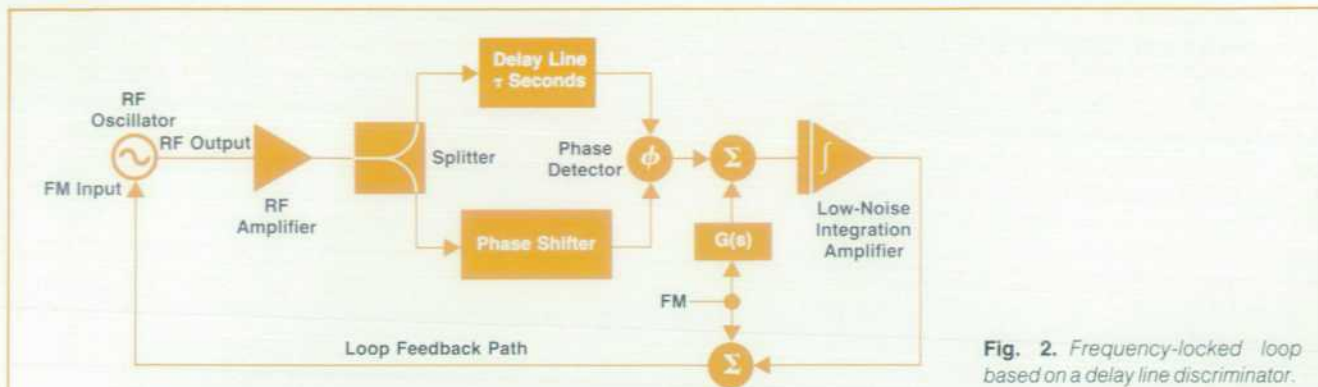 RF
Oscillator
RF Output
FM Input
RF
Amplifier
Splitter
Delay Line
τ Seconds
Phase Shifter
Phase
Detector
ϕ
Σ
G(s)
FM
∫
Low-Noise
Integration
Amplifier
Loop Feedback Path
Σ
Fig. 2. Frequency-locked loop
based on a delay line discriminator.